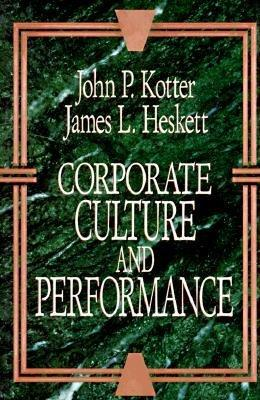 John P. Kotter
James L. Heskett
CORPORATE
CULTURE
AND
PERFORMANCE